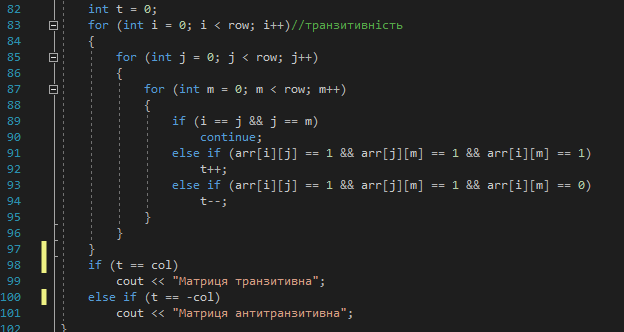 82 int t = 0;
83 for (int i = 0; i < row; i++)//транзитивність
84 {
85 for (int j = 0; j < row; j++)
86 {
87 for (int m = 0; m < row; m++)
88 {
89 if (i == j && j == m)
90 continue;
91 else if (arr[i][j] == 1 && arr[j][m] == 1 && arr[i][m] == 1)
92 t++;
93 else if (arr[i][j] == 1 && arr[j][m] == 1 && arr[i][m] == 0)
94 t--;
95 }
96 }
97 }
98 if (t == col)
99 cout << "Матриця транзитивна";
100 else if (t == -col)
101 cout << "Матриця антитранзитивна";
102 }